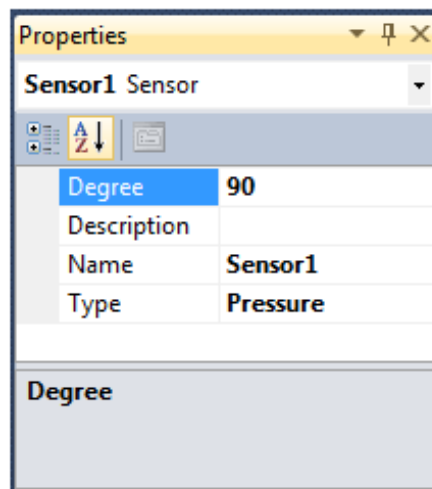 Properties
Sensor1 Sensor
A
Z
Degree 90
Description
Name Sensor1
Type Pressure
Degree